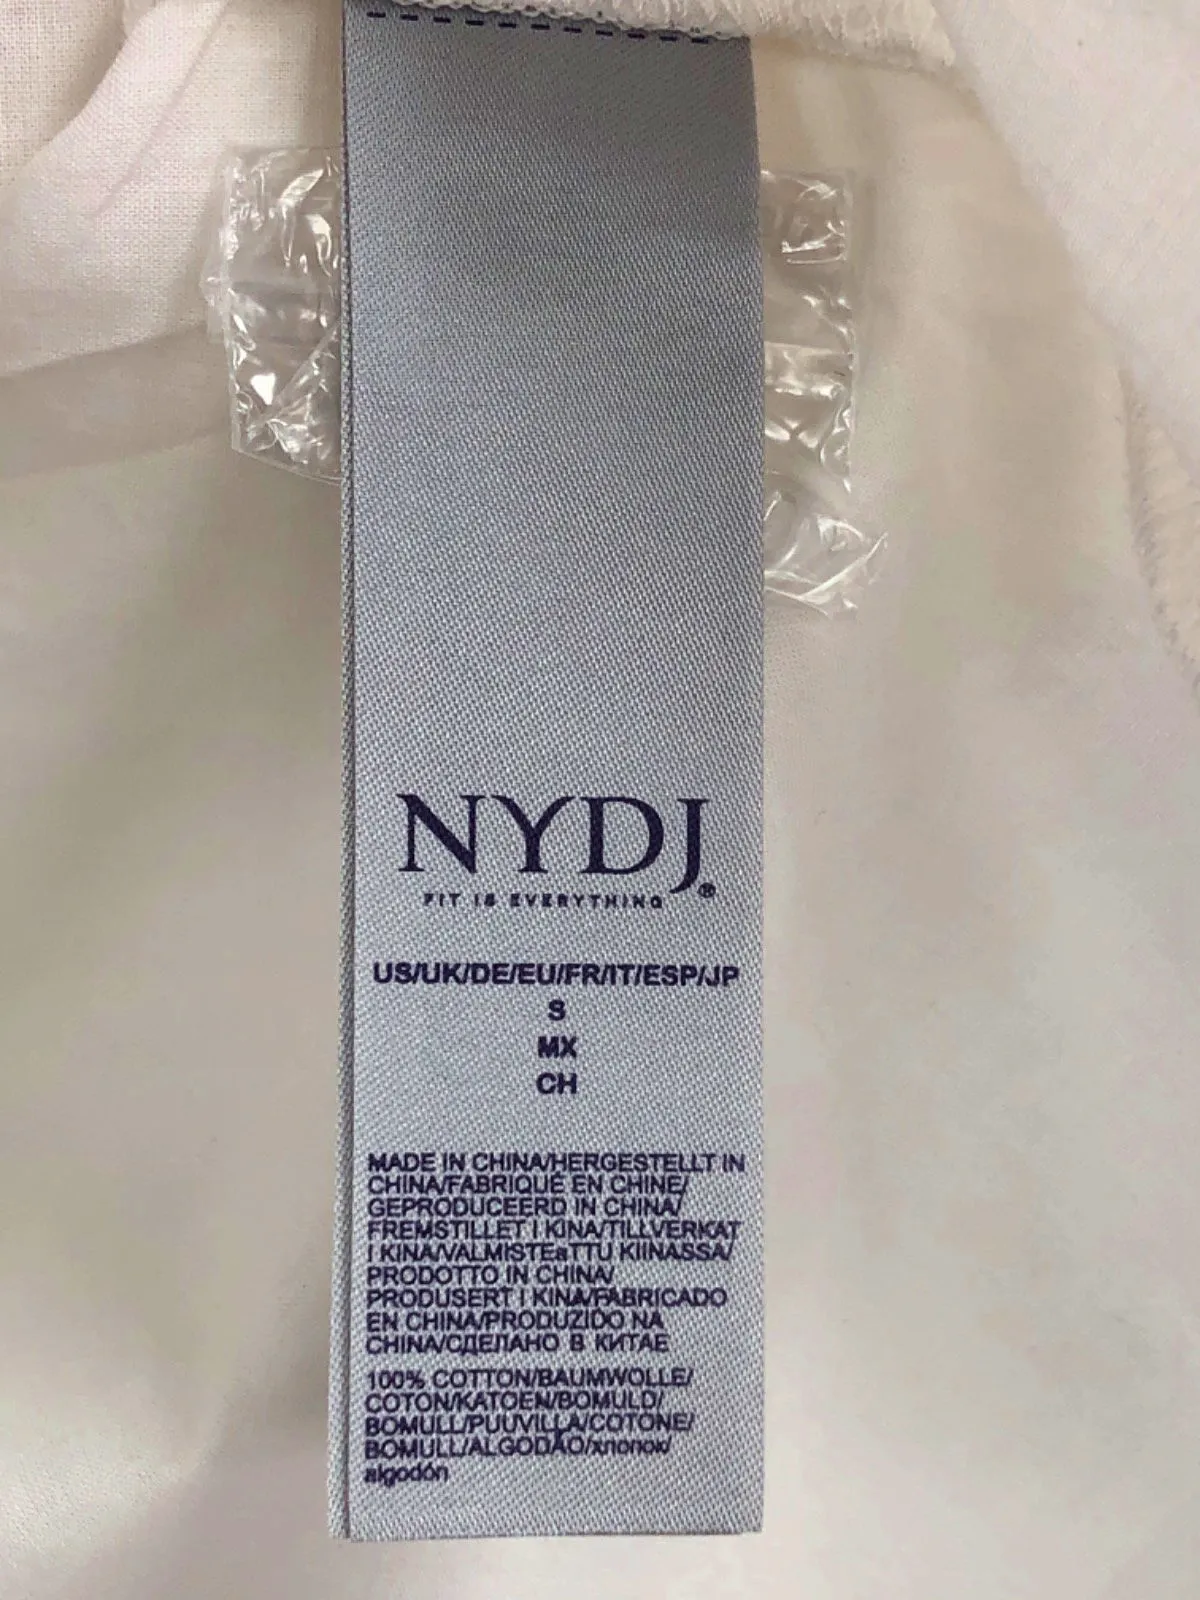 NYDJ®
FIT IS EVERYTHING
US/UK/DE/EU/FR/IT/ESP/JP
S
MX
CH
MADE IN CHINA/HERGESTELLT IN
CHINA/FABRIQUÉ EN CHINE/
GEPRODUCEERD IN CHINA/
FREMSTILLET I KINA/TILLVERKAT
I KINA/VALMISTEaTTU KIINASSA/
PRODOTTO IN CHINA/
PRODUSERT I KINA/FABRICADO
EN CHINA/PRODUZIDO NA
CHINA/СДЕЛАНО В КИТАЕ
100% COTTON/BAUMWOLLE/
COTON/KATOEN/BOMULD/
BOMULL/PUUVILLA/COTONE/
BOMULL/ALGODÃO/хлопок/
algodón